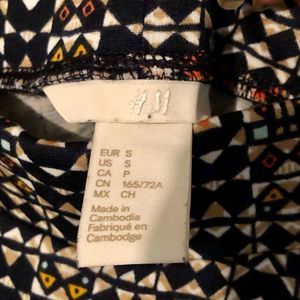 H&M
EUR S
US S
CA P
CN 165/72A
MX CH
Made in
Cambodia
Fabriqué en
Cambodge